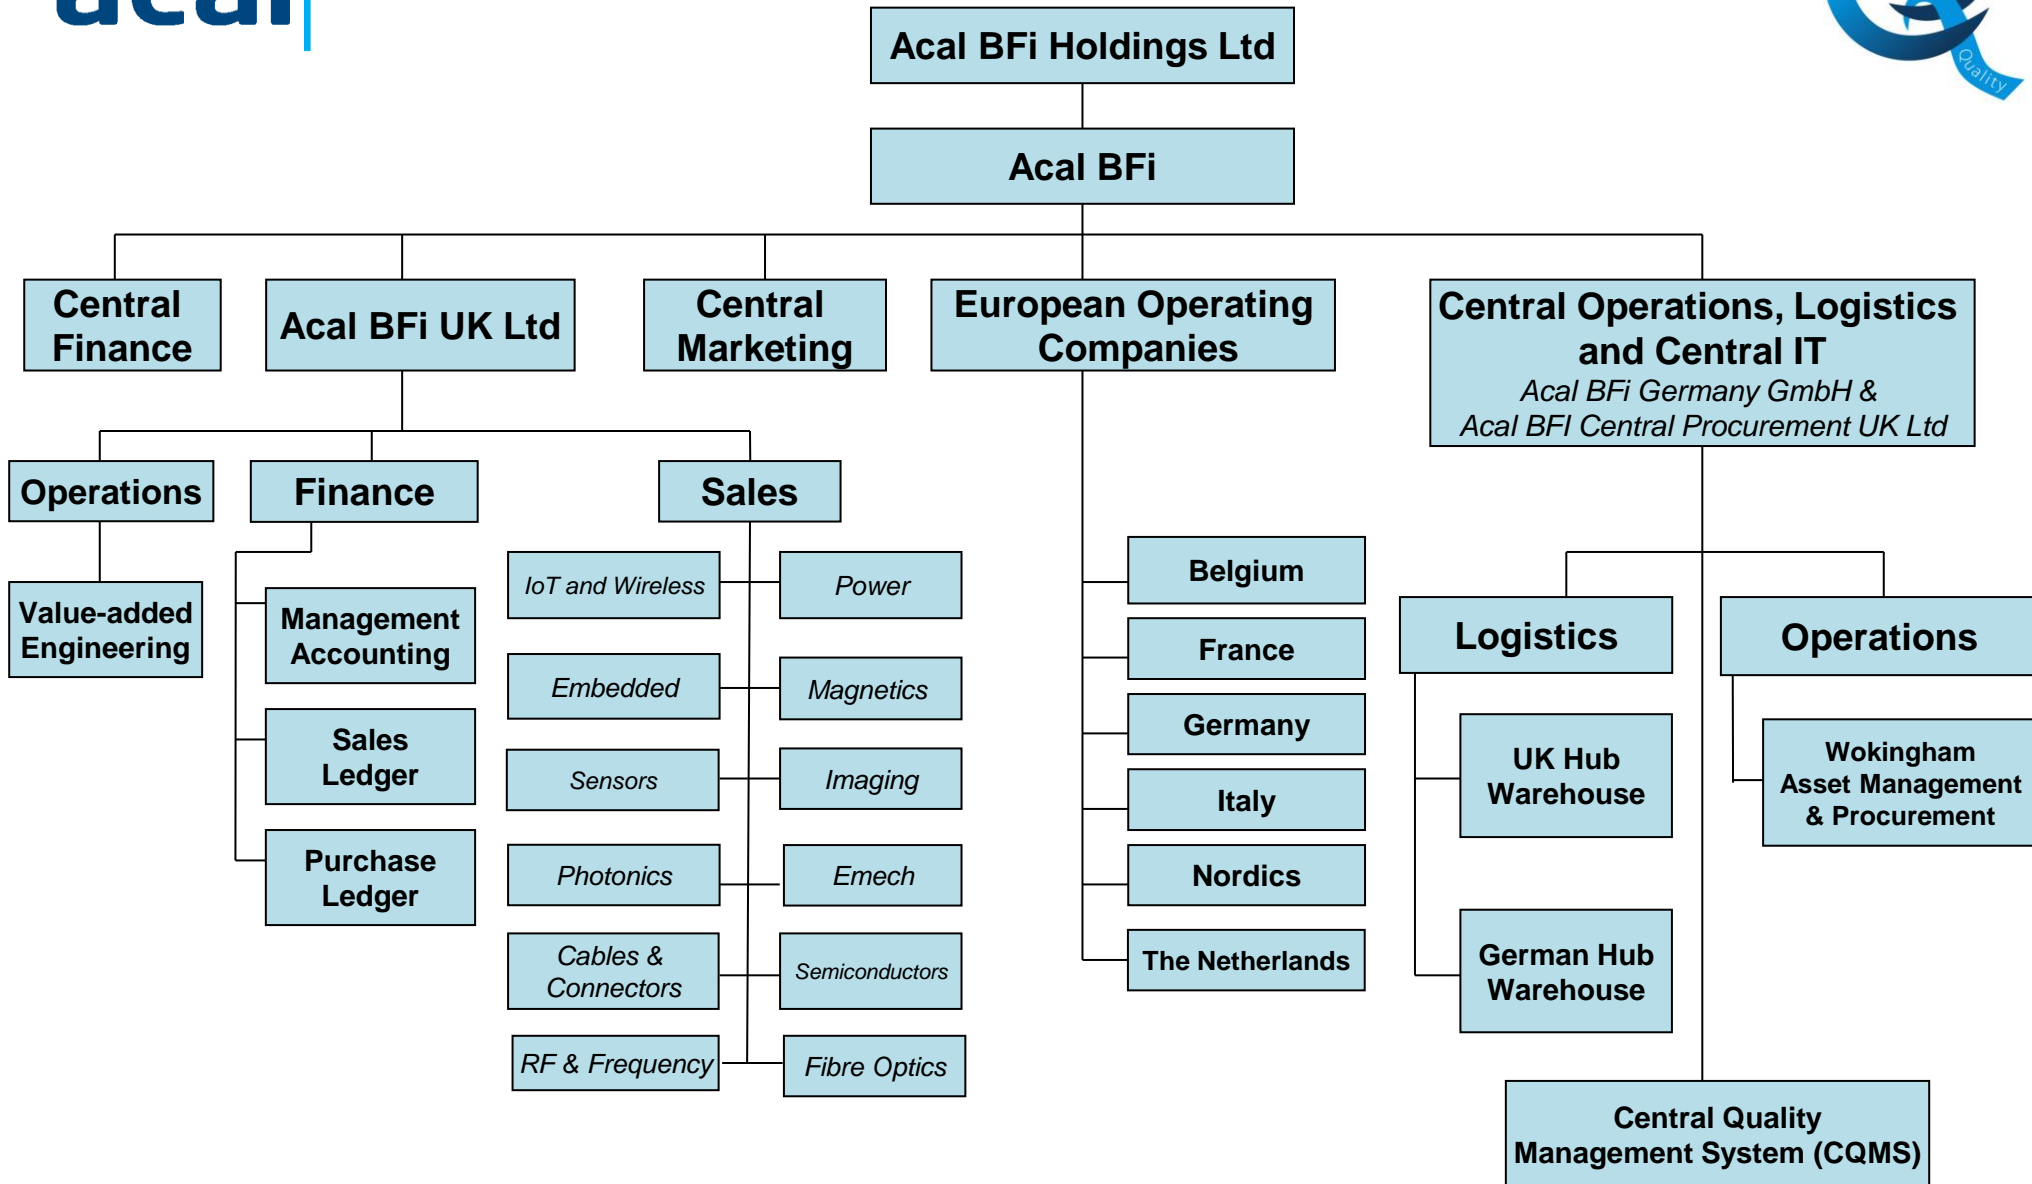 acal
Quality
Acal BFi Holdings Ltd
Acal BFi
Central
Finance
Acal BFi UK Ltd
Central
Marketing
European Operating
Companies
Central Operations, Logistics
and Central IT
Acal BFi Germany GmbH &
Acal BFI Central Procurement UK Ltd
Operations
Finance
Sales
Value-added
Engineering
Management
Accounting
Sales
Ledger
Purchase
Ledger
IoT and Wireless
Power
Embedded
Magnetics
Sensors
Imaging
Photonics
Emech
Cables &
Connectors
Semiconductors
RF & Frequency
Fibre Optics
Belgium
France
Germany
Italy
Nordics
The Netherlands
Logistics
Operations
UK Hub
Warehouse
German Hub
Warehouse
Wokingham
Asset Management
& Procurement
Central Quality
Management System (CQMS)